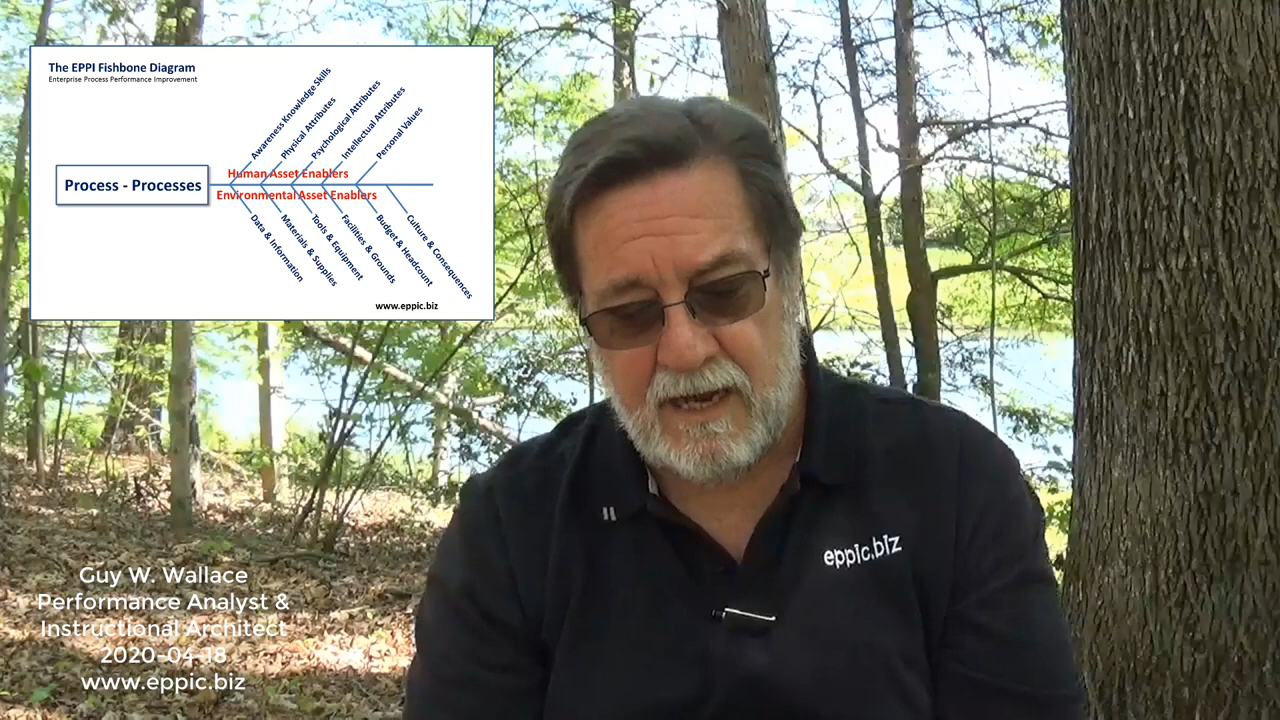 The EPPI Fishbone Diagram
Enterprise Process Performance Improvement
Awareness Knowledge Skills
Physical Attributes
Psychological Attributes
Intellectual Attributes
Personal Values
Human Asset Enablers
Process - Processes
Environmental Asset Enablers
Data & Information
Materials & Supplies
Tools & Equipment
Facilities & Grounds
Budget & Headcount
Culture & Consequences
www.eppic.biz
eppic.biz
Guy W. Wallace
Performance Analyst &
Instructional Architect
2020-04-18
www.eppic.biz